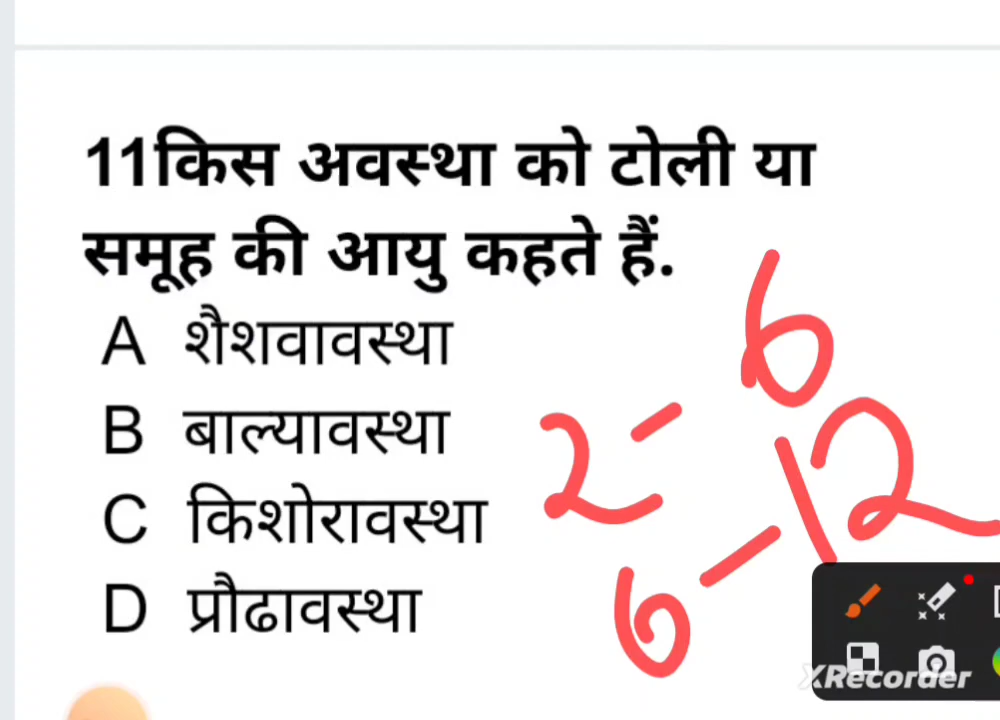 11किस अवस्था को टोली या
समूह की आयु कहते हैं.
A शैशवावस्था
B बाल्यावस्था
C किशोरावस्था
D प्रौढावस्था
2-6
6-12
XRecorder